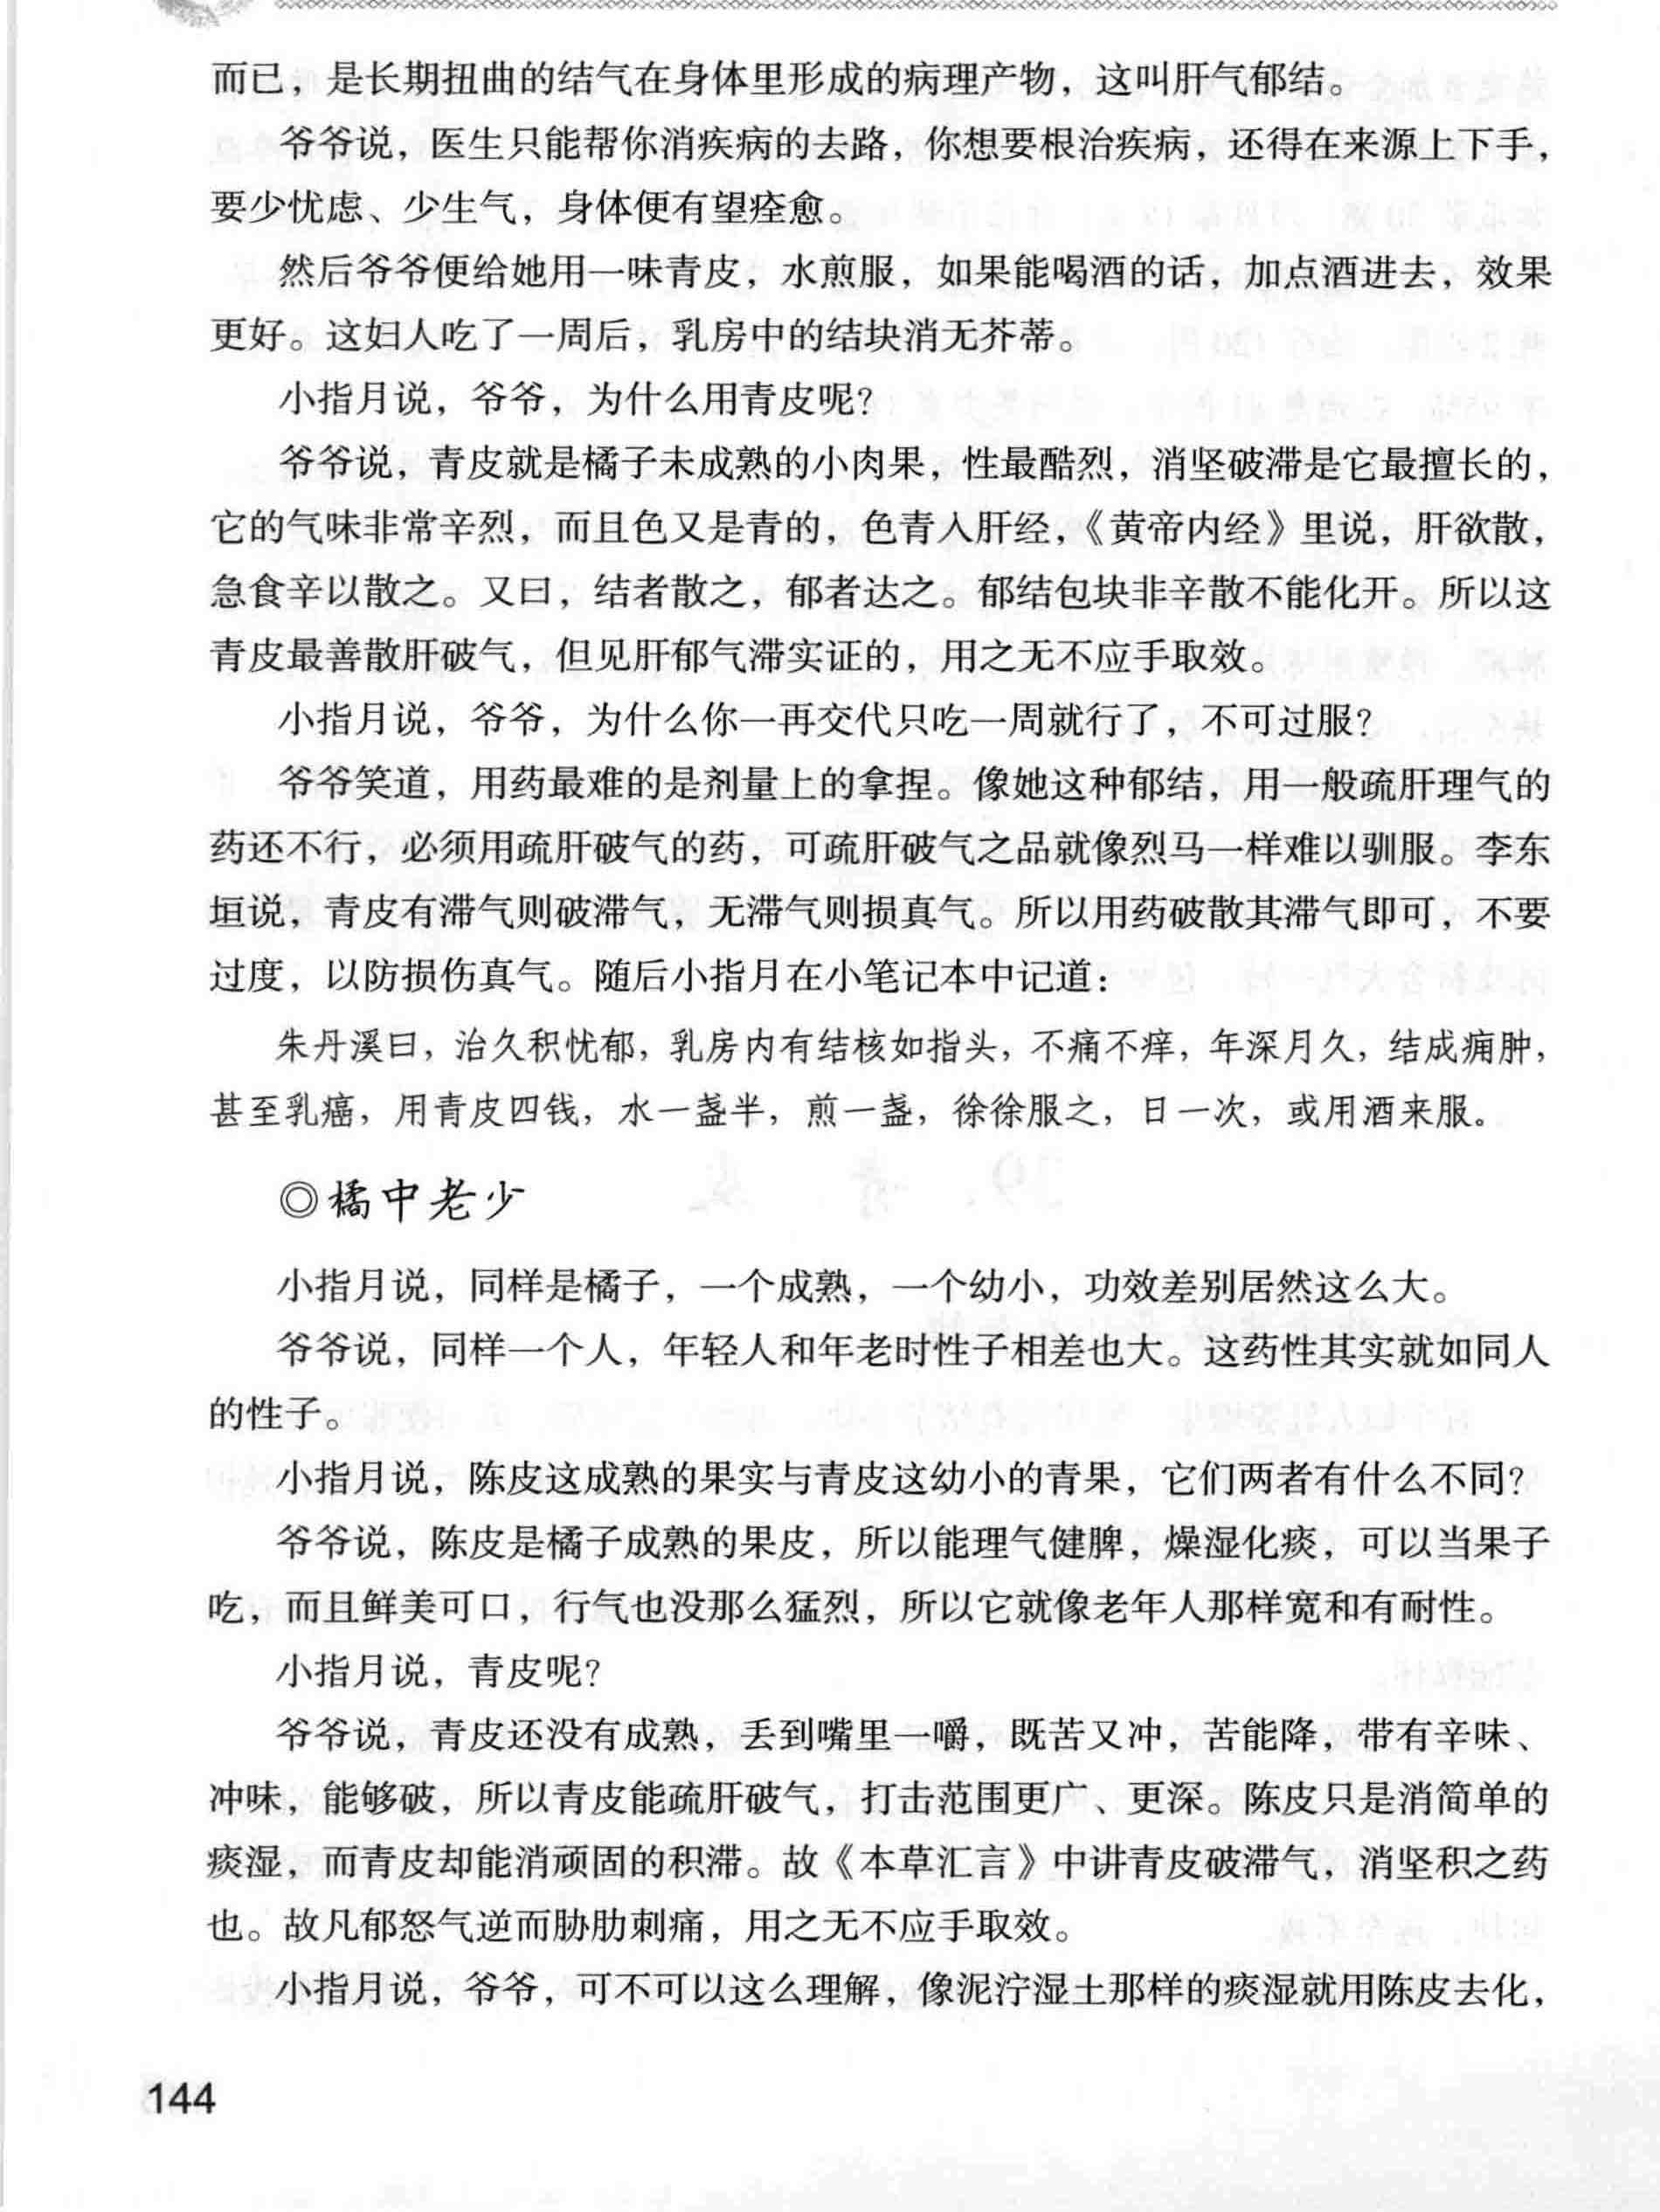 而已，是长期扭曲的结气在身体里形成的病理产物，这叫肝气郁结。
爷爷说，医生只能帮你消疾病的去路，你想要根治疾病，还得在来源上下手，
要少忧虑、少生气，身体便有望痊愈。
然后爷爷便给她用一味青皮，水煎服，如果能喝酒的话，加点酒进去，效果
更好。这妇人吃了一周后，乳房中的结块消无芥蒂。
小指月说，爷爷，为什么用青皮呢？
爷爷说，青皮就是橘子未成熟的小肉果，性最酷烈，消坚破滞是它最擅长的，
它的气味非常辛烈，而且色又是青的，色青入肝经，《黄帝内经》里说，肝欲散，
急食辛以散之。又曰，结者散之，郁者达之。郁结包块非辛散不能化开。所以这
青皮最善散肝破气，但见肝郁气滞实证的，用之无不应手取效。
小指月说，爷爷，为什么你一再交代只吃一周就行了，不可过服？
爷爷笑道，用药最难的是剂量上的拿捏。像她这种郁结，用一般疏肝理气的
药还不行，必须用疏肝破气的药，可疏肝破气之品就像烈马一样难以驯服。李东
垣说，青皮有滞气则破滞气，无滞气则损真气。所以用药破散其滞气即可，不要
过度，以防损伤真气。随后小指月在小笔记本中记道：
朱丹溪曰，治久积忧郁，乳房内有结核如指头，不痛不痒，年深月久，结成痈肿，
甚至乳癌，用青皮四钱，水一盏半，煎一盏，徐徐服之，日一次，或用酒来服。
◎橘中老少
小指月说，同样是橘子，一个成熟，一个幼小，功效差别居然这么大。
爷爷说，同样一个人，年轻人和年老时性子相差也大。这药性其实就如同人
的性子。
小指月说，陈皮这成熟的果实与青皮这幼小的青果，它们两者有什么不同？
爷爷说，陈皮是橘子成熟的果皮，所以能理气健脾，燥湿化痰，可以当果子
吃，而且鲜美可口，行气也没那么猛烈，所以它就像老年人那样宽和有耐性。
小指月说，青皮呢？
爷爷说，青皮还没有成熟，丢到嘴里一嚼，既苦又冲，苦能降，带有辛味、
冲味，能够破，所以青皮能疏肝破气，打击范围更广、更深。陈皮只是消简单的
痰湿，而青皮却能消顽固的积滞。故《本草汇言》中讲青皮破滞气，消坚积之药
也。故凡郁怒气逆而胁肋刺痛，用之无不应手取效。
小指月说，爷爷，可不可以这么理解，像泥泞湿土那样的痰湿就用陈皮去化，
144